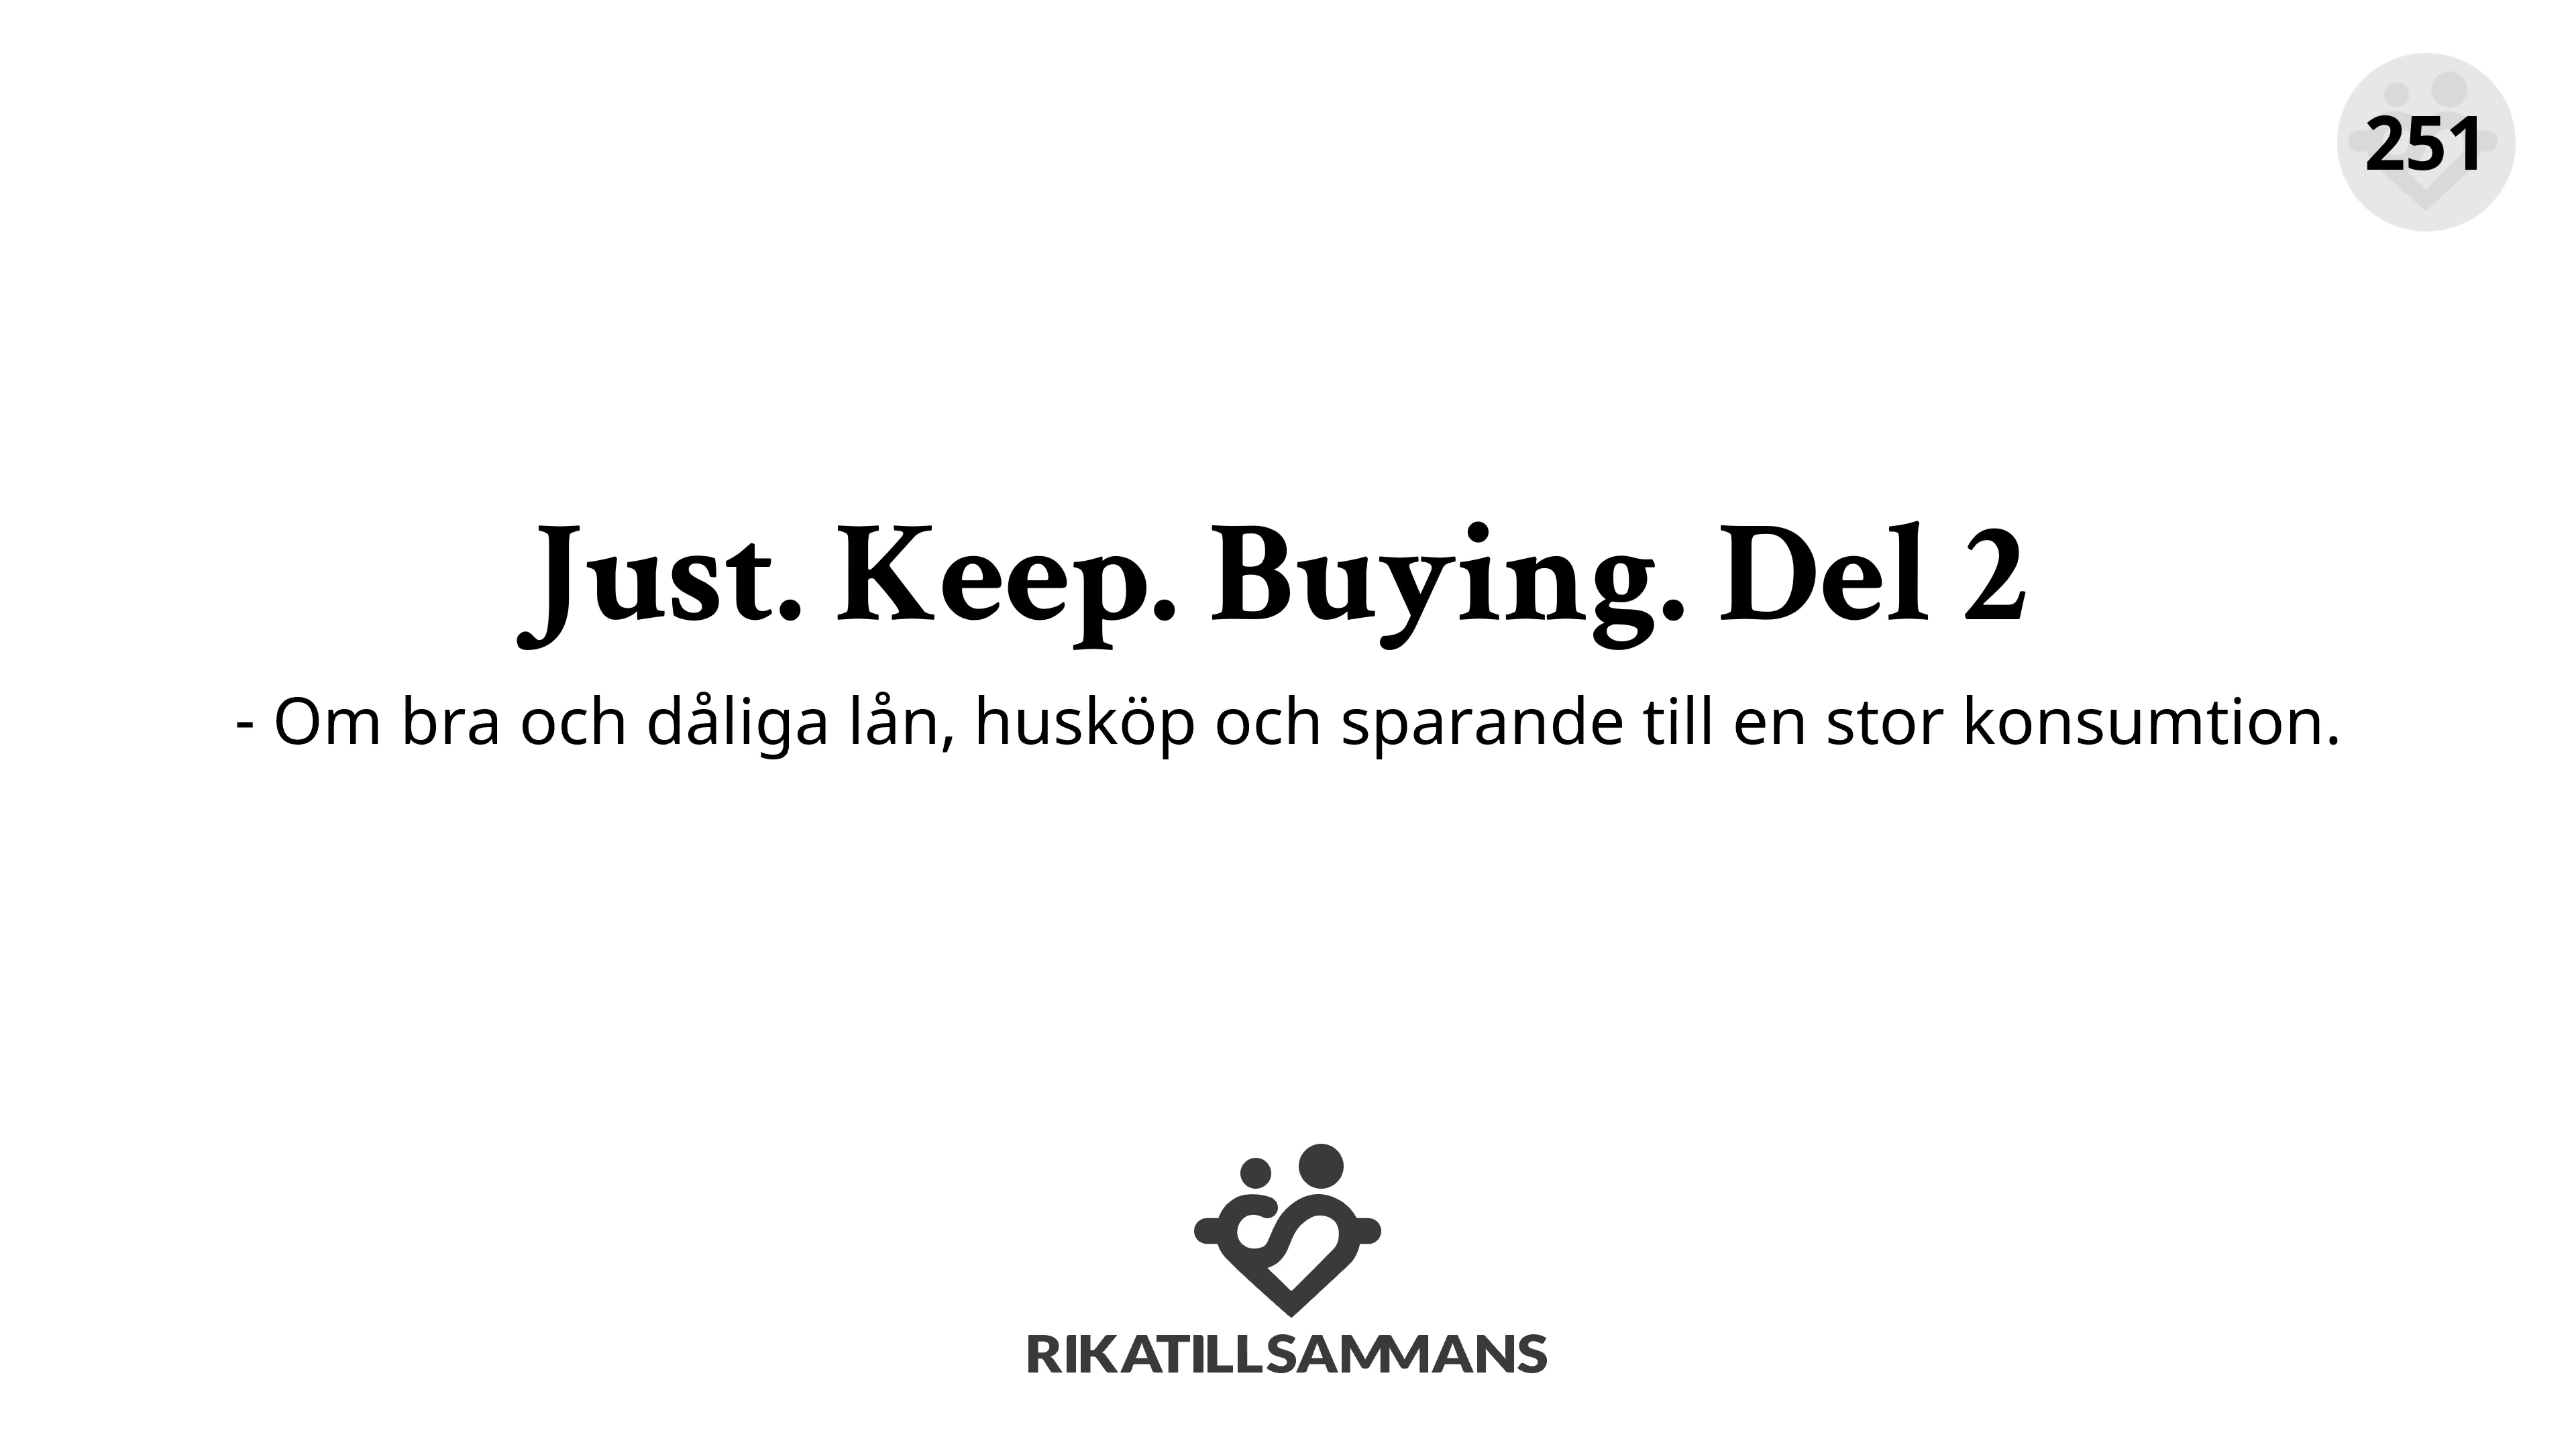 251
Just. Keep. Buying. Del 2
- Om bra och dåliga lån, husköp och sparande till en stor konsumtion.
RIKATILLSAMMANS